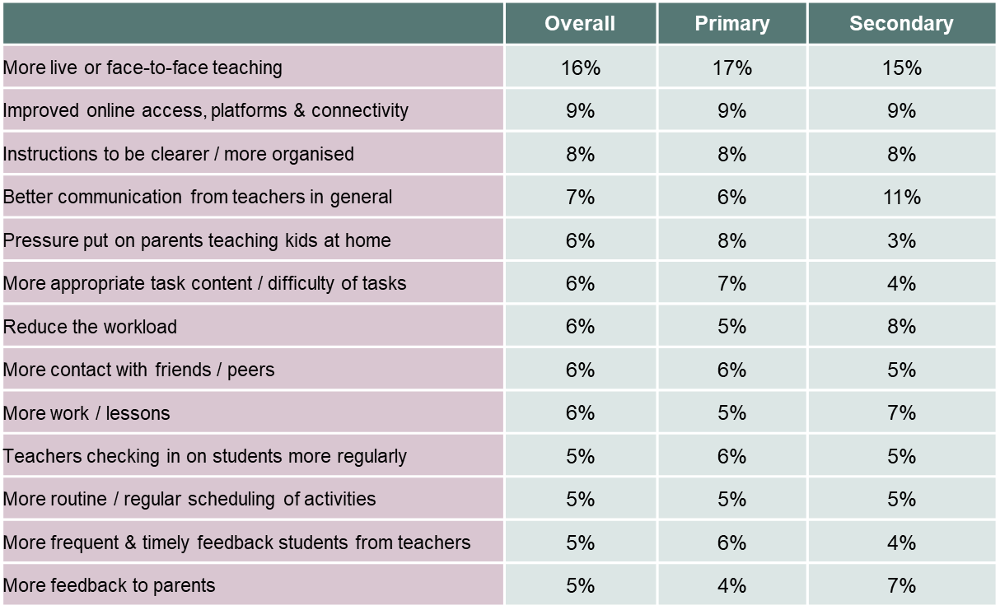 Overall Primary Secondary
More live or face-to-face teaching 16% 17% 15%
Improved online access, platforms & connectivity 9% 9% 9%
Instructions to be clearer / more organised 8% 8% 8%
Better communication from teachers in general 7% 6% 11%
Pressure put on parents teaching kids at home 6% 8% 3%
More appropriate task content / difficulty of tasks 6% 7% 4%
Reduce the workload 6% 5% 8%
More contact with friends / peers 6% 6% 5%
More work / lessons 6% 5% 7%
Teachers checking in on students more regularly 5% 6% 5%
More routine / regular scheduling of activities 5% 5% 5%
More frequent & timely feedback students from teachers 5% 6% 4%
More feedback to parents 5% 4% 7%